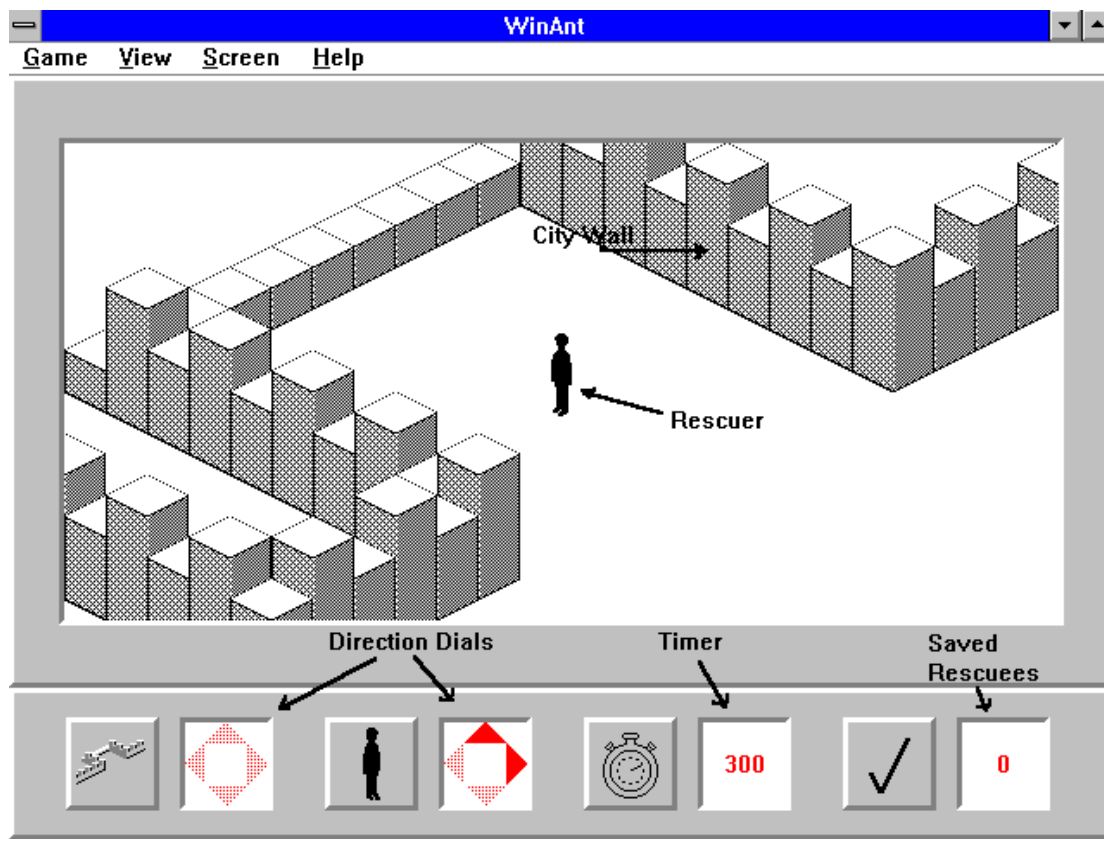 WinAnt
Game View Screen Help
City Wall
Rescuer
Direction Dials
Timer
Saved
Rescuees
300
0